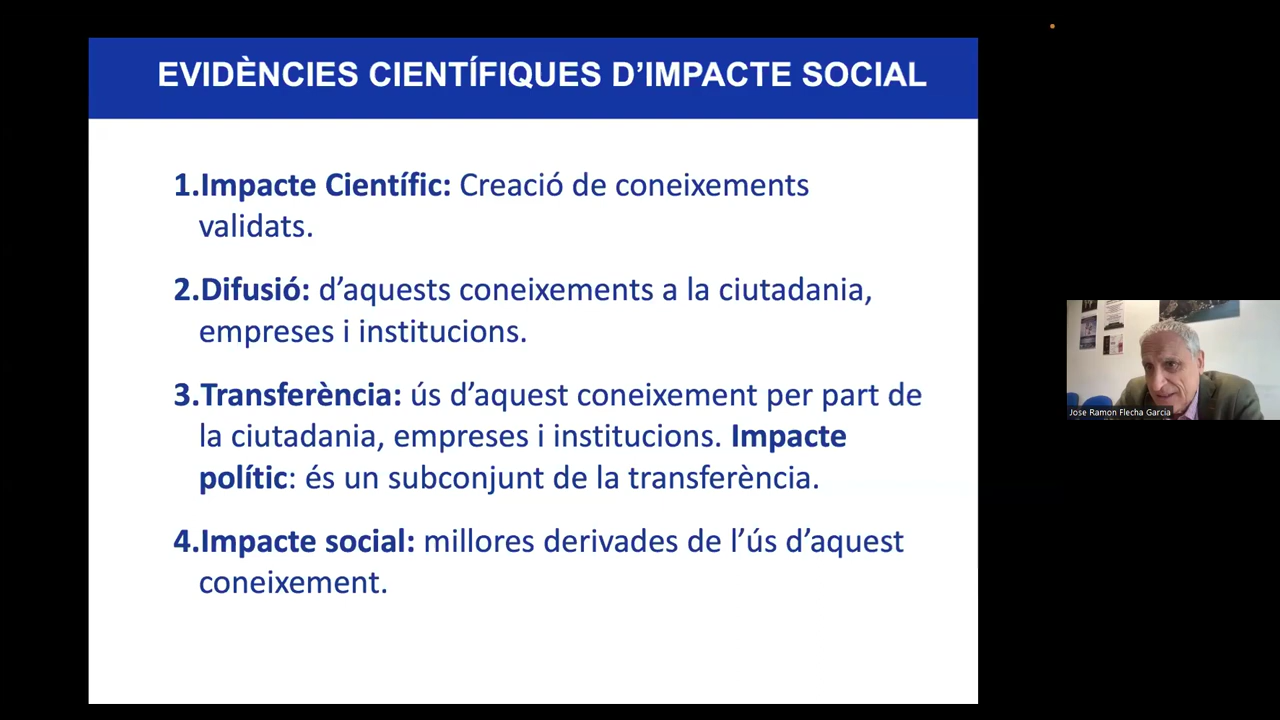 EVIDÈNCIES CIENTÍFIQUES D’IMPACTE SOCIAL
1.Impacte Científic: Creació de coneixements
validats.
2.Difusió: d’aquests coneixements a la ciutadania,
empreses i institucions.
3.Transferència: ús d’aquest coneixement per part de
la ciutadania, empreses i institucions. Impacte
polític: és un subconjunt de la transferència.
4.Impacte social: millores derivades de l’ús d’aquest
coneixement.
Jose Ramon Flecha Garcia